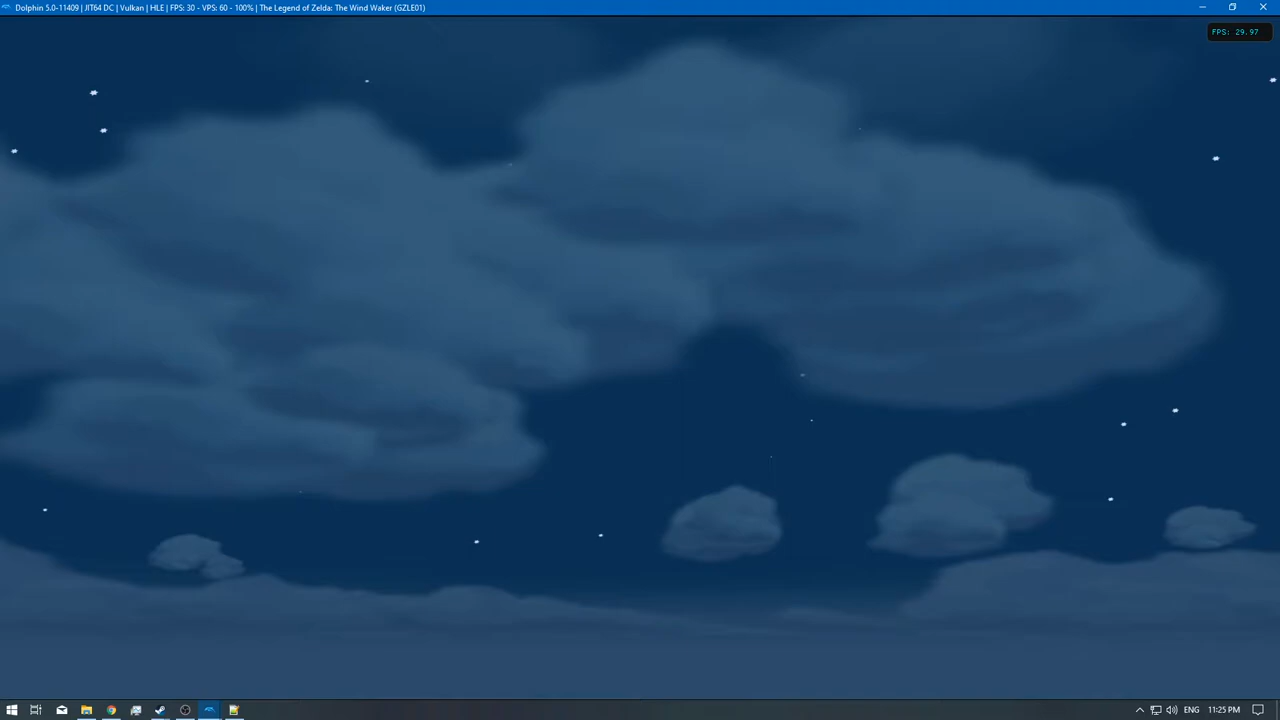 Dolphin 5.0-11409 | JIT64 DC | Vulkan | HLE | FPS: 30 - VPS: 60 - 100% | The Legend of Zelda: The Wind Waker (GZLE01)
FPS: 29.97
ENG
11:25 PM